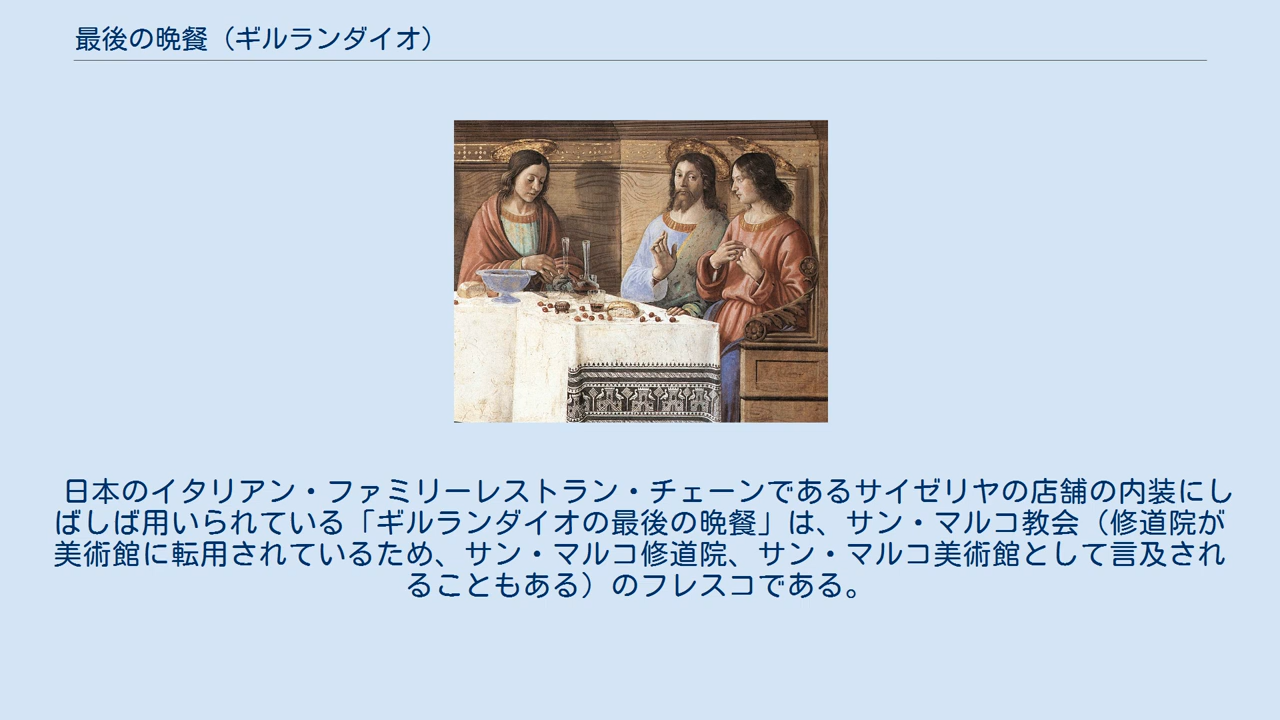 最後の晩餐（ギルランダイオ）
日本のイタリアン・ファミリーレストラン・チェーンであるサイゼリヤの店舗の内装にし
ばしば用いられている「ギルランダイオの最後の晩餐」は、サン・マルコ教会（修道院が
美術館に転用されているため、サン・マルコ修道院、サン・マルコ美術館として言及され
ることもある）のフレスコである。